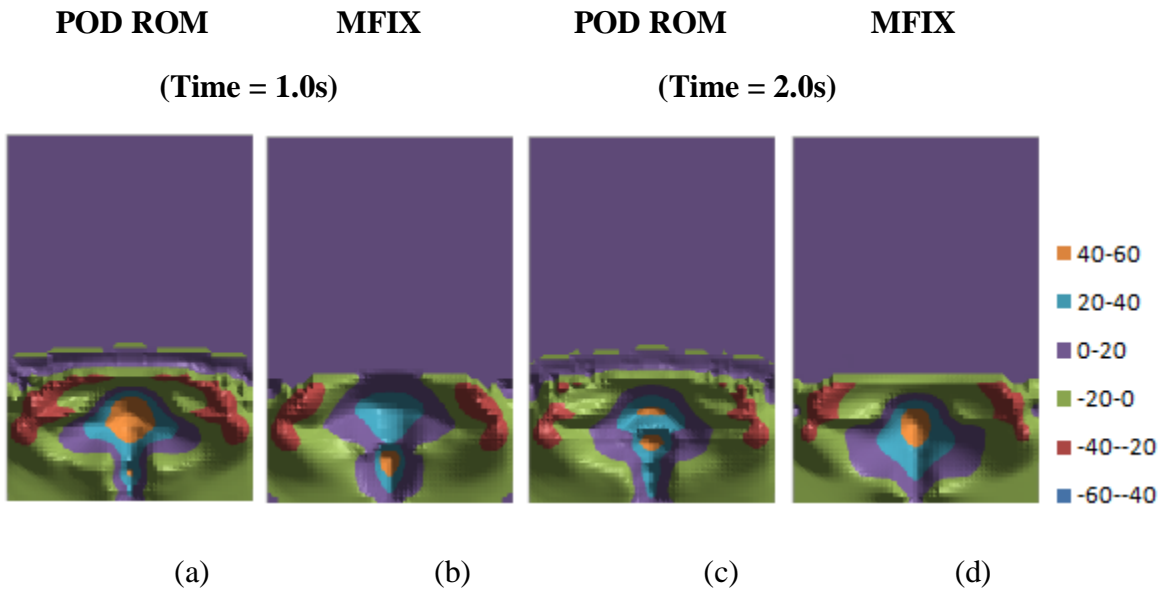 POD ROM MFIX POD ROM MFIX
(Time = 1.0s) (Time = 2.0s)
40-60
20-40
0-20
-20-0
-40--20
-60--40
(a) (b) (c) (d)